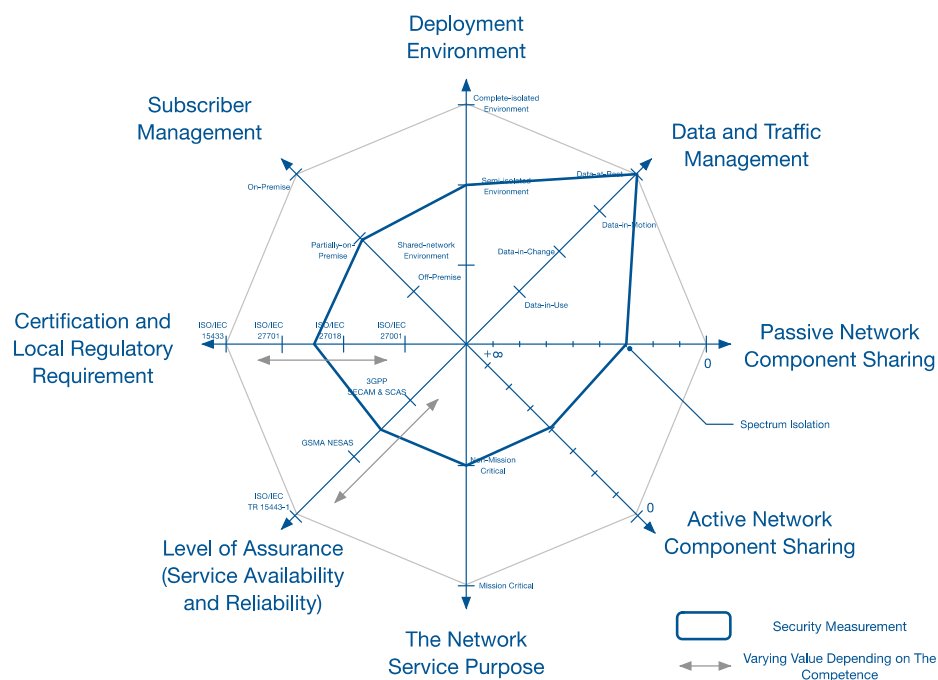 Deployment
Environment
Subscriber
Management
Data and Traffic
Management
Complete-isolated
Environment
On-Premise
Data-at-Rest
Semi-isolated
Environment
Data-in-Motion
Partially-on-
Premise
Shared-network
Environment
Data-in-Change
Off-Premise
Data-in-Use
Certification and
Local Regulatory
Requirement
ISO/IEC
15433
ISO/IEC
27701
ISO/IEC
27018
ISO/IEC
27001
+∞
0
Passive Network
Component Sharing
3GPP
SECAM & SCAS
Spectrum Isolation
GSMA NESAS
Non-Mission
Critical
ISO/IEC
TR 15443-1
0
Active Network
Component Sharing
Level of Assurance
(Service Availability
and Reliability)
Mission Critical
The Network
Service Purpose
Security Measurement
Varying Value Depending on The
Competence